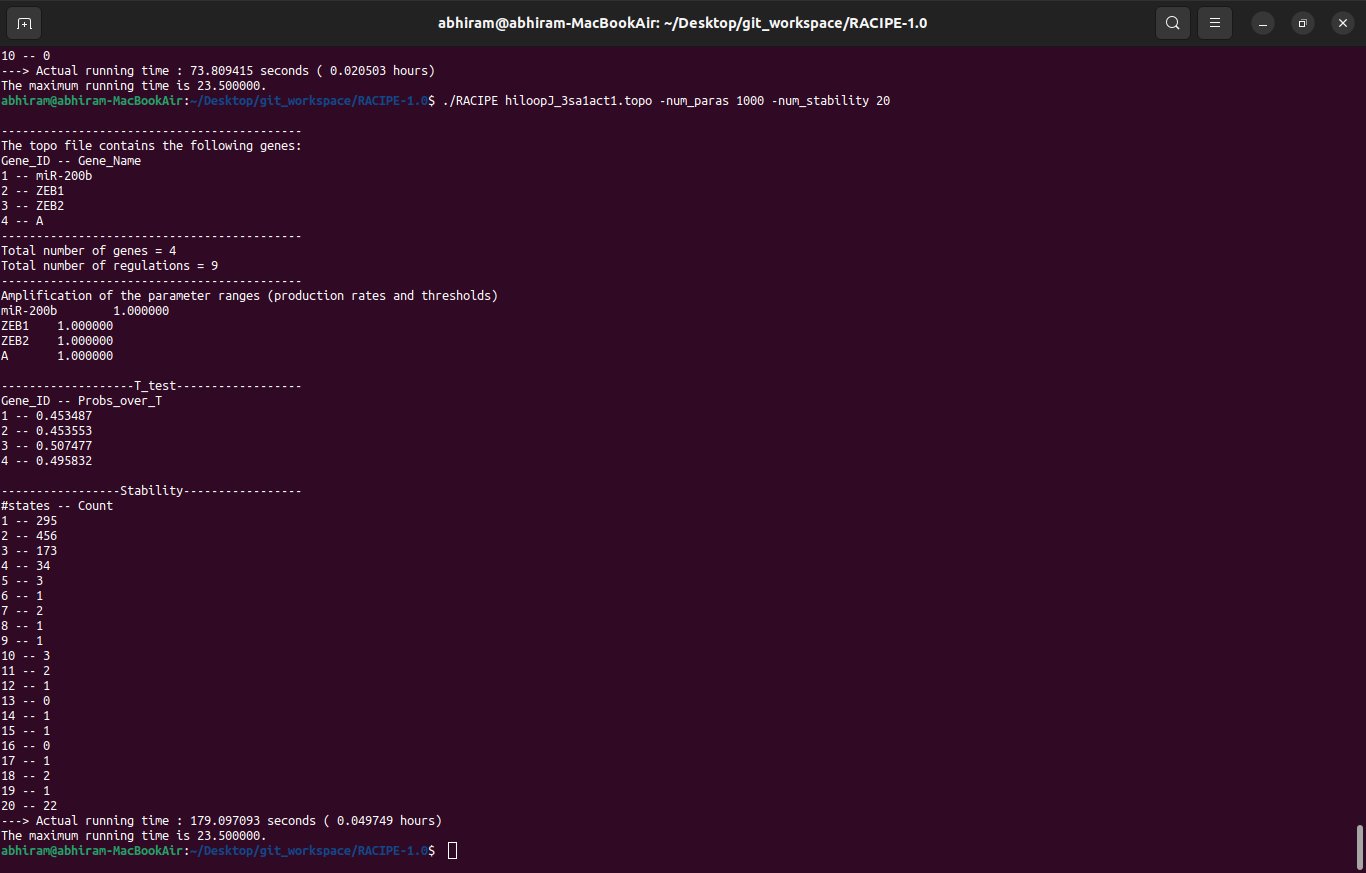 abhiram@abhiram-MacBookAir: ~/Desktop/git_workspace/RACIPE-1.0
10 -- 0
---> Actual running time : 73.809415 seconds ( 0.020503 hours)
The maximum running time is 23.500000.
abhiram@abhiram-MacBookAir:~/Desktop/git_workspace/RACIPE-1.0$ ./RACIPE hiloopJ_3sa1act1.topo -num_paras 1000 -num_stability 20
-------------------------------------------
The topo file contains the following genes:
Gene_ID -- Gene_Name
1 -- miR-200b
2 -- ZEB1
3 -- ZEB2
4 -- A
-------------------------------------------
Total number of genes = 4
Total number of regulations = 9
-------------------------------------------
Amplification of the parameter ranges (production rates and thresholds)
miR-200b        1.000000
ZEB1    1.000000
ZEB2    1.000000
A       1.000000
-------------------T_test------------------
Gene_ID -- Probs_over_T
1 -- 0.453487
2 -- 0.453553
3 -- 0.507477
4 -- 0.495832
-----------------Stability-----------------
#states -- Count
1 -- 295
2 -- 456
3 -- 173
4 -- 34
5 -- 3
6 -- 1
7 -- 2
8 -- 1
9 -- 1
10 -- 3
11 -- 2
12 -- 1
13 -- 0
14 -- 1
15 -- 1
16 -- 0
17 -- 1
18 -- 2
19 -- 1
20 -- 22
---> Actual running time : 179.097093 seconds ( 0.049749 hours)
The maximum running time is 23.500000.
abhiram@abhiram-MacBookAir:~/Desktop/git_workspace/RACIPE-1.0$